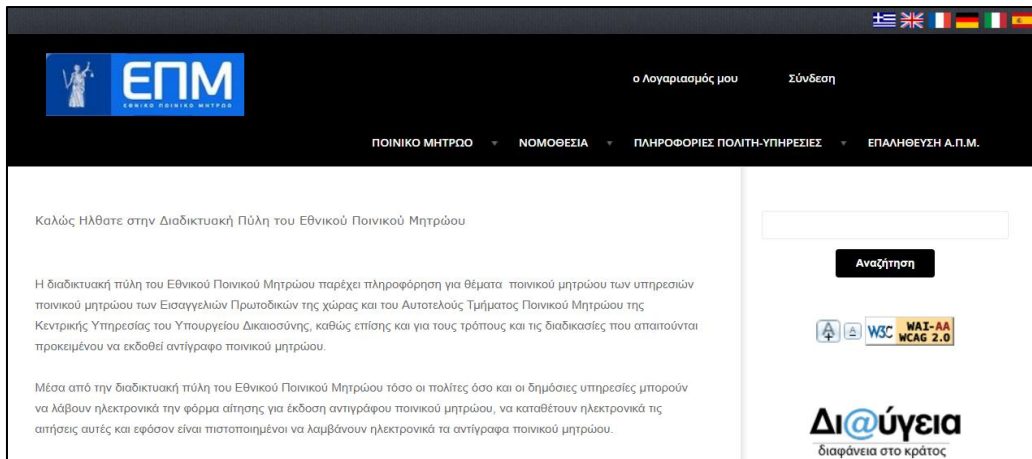 ΕΠΜ
ΕΘΝΙΚΟ ΠΟΙΝΙΚΟ ΜΗΤΡΩΟ
ο Λογαριασμός μου Σύνδεση
ΠΟΙΝΙΚΟ ΜΗΤΡΩΟ ΝΟΜΟΘΕΣΙΑ ΠΛΗΡΟΦΟΡΙΕΣ ΠΟΛΙΤΗ-ΥΠΗΡΕΣΙΕΣ ΕΠΑΛΗΘΕΥΣΗ Α.Π.Μ.
Καλώς Ηλθατε στην Διαδικτυακή Πύλη του Εθνικού Ποινικού Μητρώου
Η διαδικτυακή πύλη του Εθνικού Ποινικού Μητρώου παρέχει πληροφόρηση για θέματα ποινικού μητρώου των υπηρεσιών
ποινικού μητρώου των Εισαγγελιών Πρωτοδικών της χώρας και του Αυτοτελούς Τμήματος Ποινικού Μητρώου της
Κεντρικής Υπηρεσίας του Υπουργείου Δικαιοσύνης, καθώς επίσης και για τους τρόπους και τις διαδικασίες που απαιτούνται
προκειμένου να εκδοθεί αντίγραφο ποινικού μητρώου.
Μέσα από την διαδικτυακή πύλη του Εθνικού Ποινικού Μητρώου τόσο οι πολίτες όσο και οι δημόσιες υπηρεσίες μπορούν
να λάβουν ηλεκτρονικά την φόρμα αίτησης για έκδοση αντιγράφου ποινικού μητρώου, να καταθέτουν ηλεκτρονικά τις
αιτήσεις αυτές και εφόσον είναι πιστοποιημένοι να λαμβάνουν ηλεκτρονικά τα αντίγραφα ποινικού μητρώου.
Αναζήτηση
A A W3C WAI-AA
WCAG 2.0
Δι@ύγεια
διαφάνεια στο κράτος